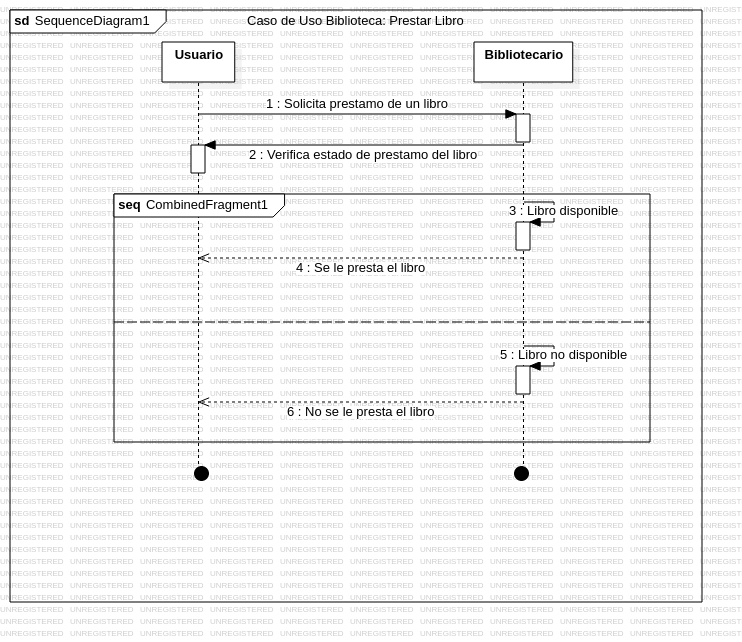 sd SequenceDiagram1
Caso de Uso Biblioteca: Prestar Libro
Usuario
Bibliotecario
1 : Solicita prestamo de un libro
2 : Verifica estado de prestamo del libro
seq CombinedFragment1
3 : Libro disponible
4 : Se le presta el libro
5 : Libro no disponible
6 : No se le presta el libro
UNREGISTERED